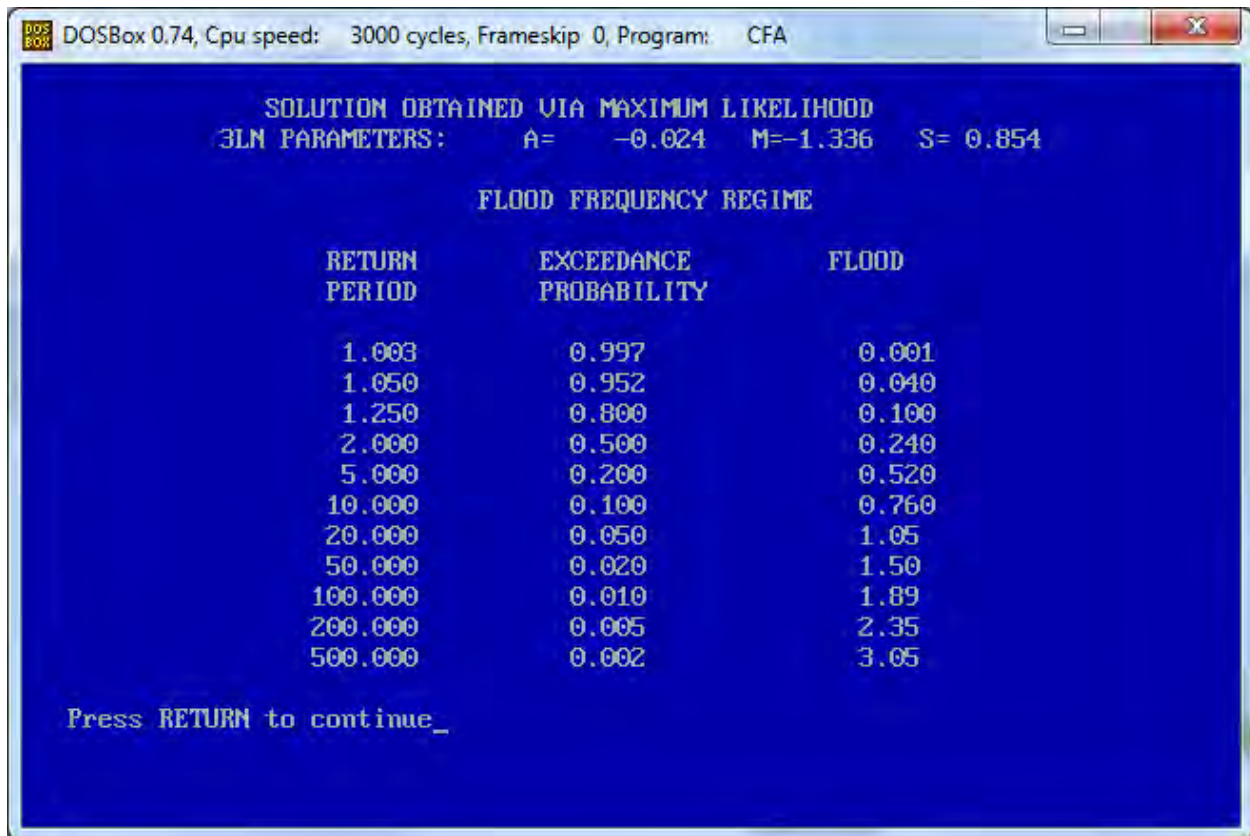 DOS BOX DOSBox 0.74, Cpu speed: 3000 cycles, Frameskip 0, Program: CFA
SOLUTION OBTAINED VIA MAXIMUM LIKELIHOOD
3LN PARAMETERS: A= -0.024 M=-1.336 S= 0.854
FLOOD FREQUENCY REGIME
RETURN EXCEEDANCE FLOOD
PERIOD PROBABILITY
1.003 0.997 0.001
1.050 0.952 0.040
1.250 0.800 0.100
2.000 0.500 0.240
5.000 0.200 0.520
10.000 0.100 0.760
20.000 0.050 1.05
50.000 0.020 1.50
100.000 0.010 1.89
200.000 0.005 2.35
500.000 0.002 3.05
Press RETURN to continue_